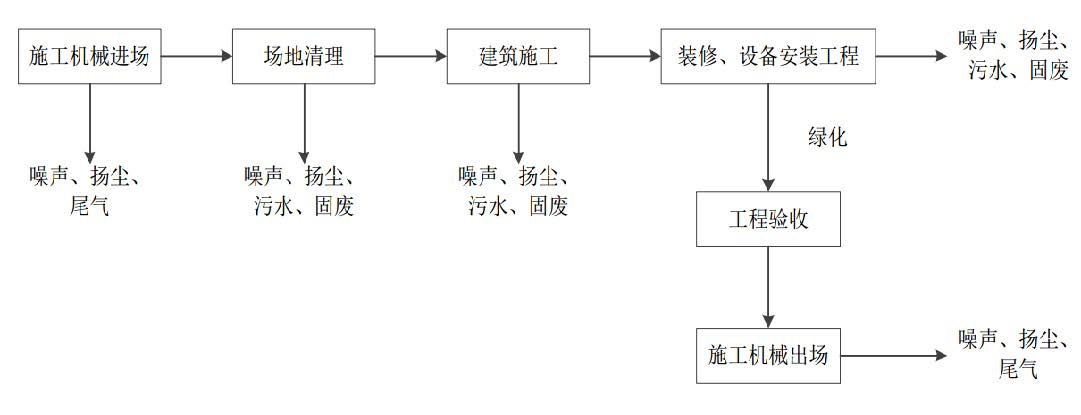 施工机械进场
场地清理
建筑施工
装修、设备安装工程
噪声、扬尘、
污水、固废
噪声、扬尘、
尾气
噪声、扬尘、
污水、固废
噪声、扬尘、
污水、固废
绿化
工程验收
施工机械出场
噪声、扬尘、
尾气